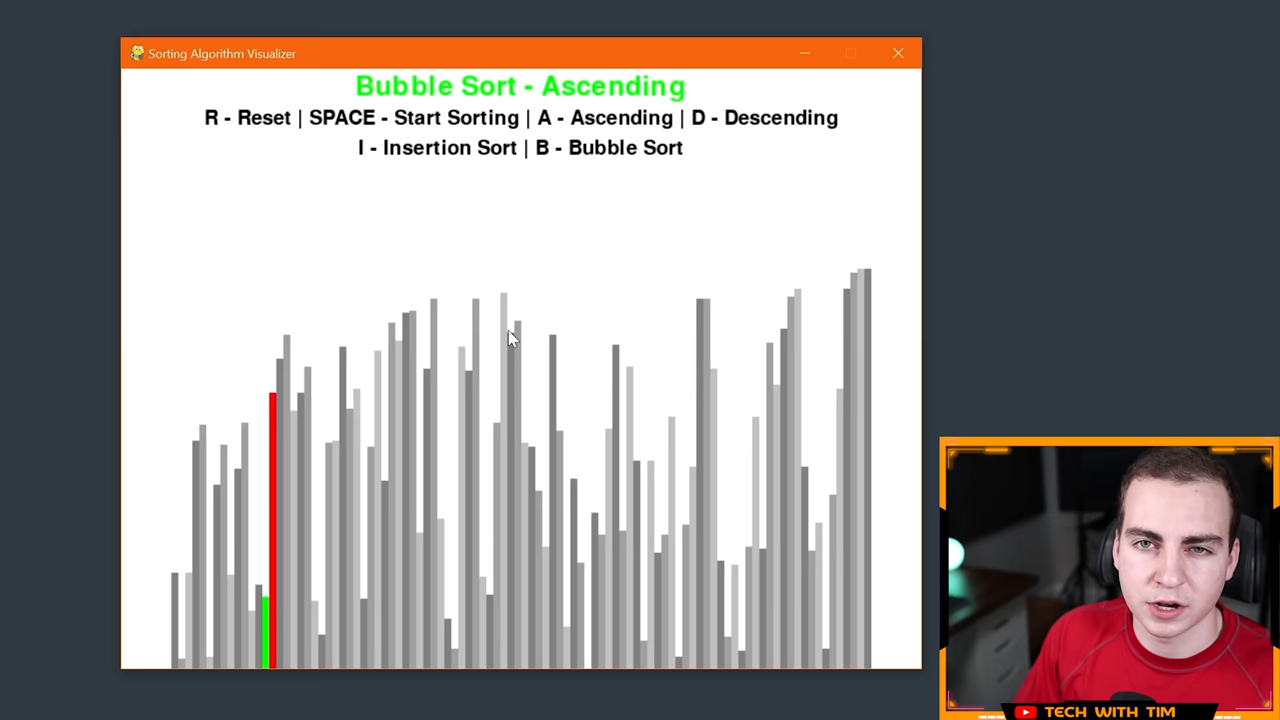 Sorting Algorithm Visualizer
Bubble Sort - Ascending
R - Reset | SPACE - Start Sorting | A - Ascending | D - Descending
I - Insertion Sort | B - Bubble Sort
TECH WITH TIM